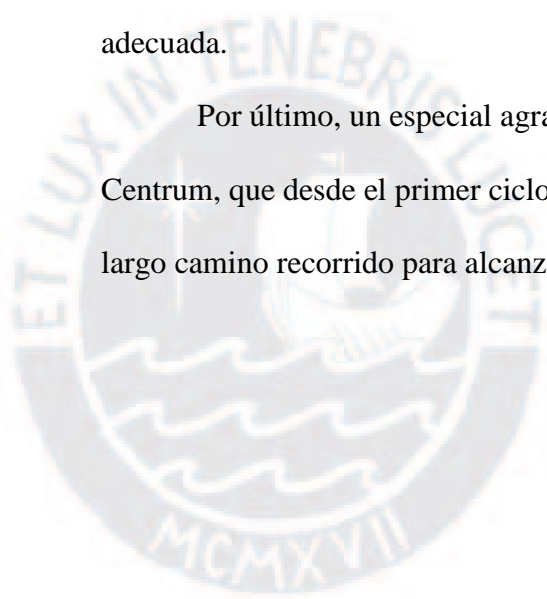 adecuada.
Por último, un especial agra
Centrum, que desde el primer ciclo
largo camino recorrido para alcanz
ET LUX IN TENEBRIS LUCET
MCMXVII